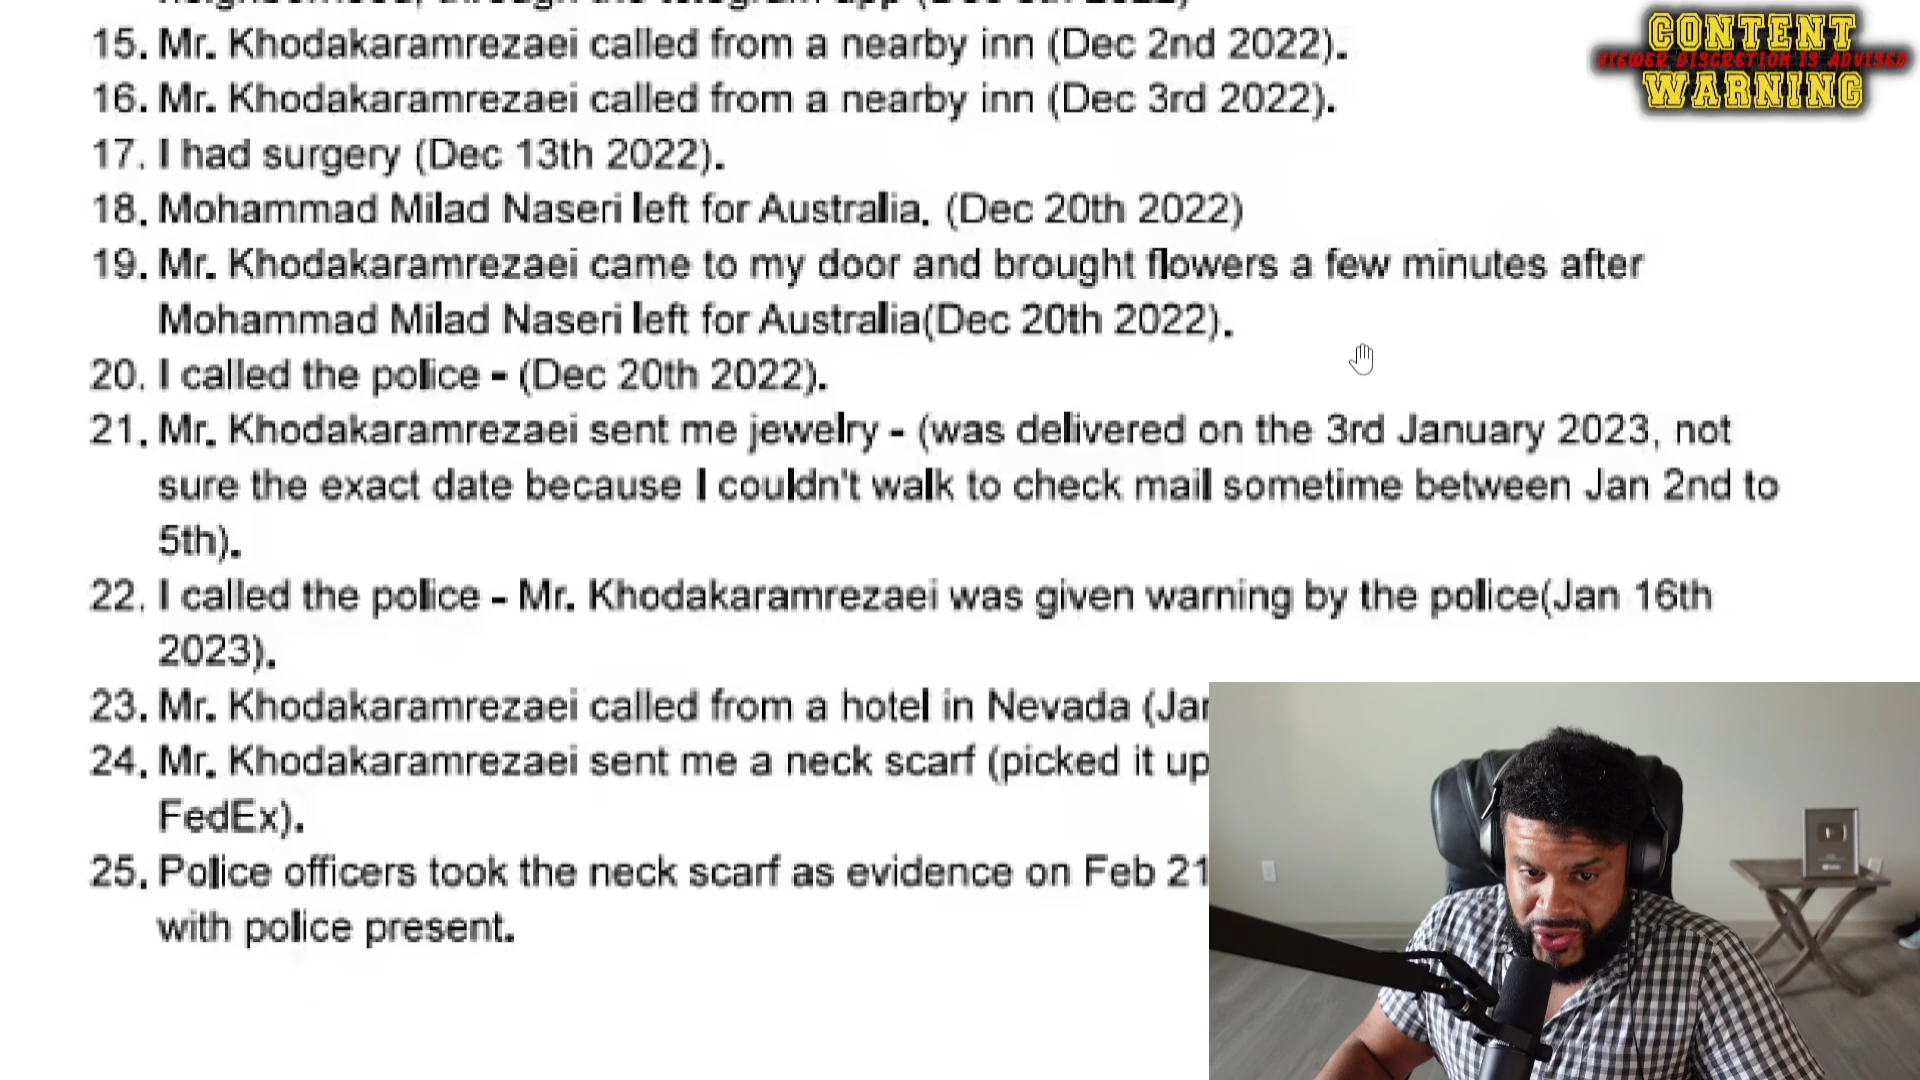 15. Mr. Khodakaramrezaei called from a nearby inn (Dec 2nd 2022).
16. Mr. Khodakaramrezaei called from a nearby inn (Dec 3rd 2022).
17. I had surgery (Dec 13th 2022).
18. Mohammad Milad Naseri left for Australia. (Dec 20th 2022)
19. Mr. Khodakaramrezaei came to my door and brought flowers a few minutes after
Mohammad Milad Naseri left for Australia(Dec 20th 2022).
20. I called the police - (Dec 20th 2022).
21. Mr. Khodakaramrezaei sent me jewelry - (was delivered on the 3rd January 2023, not
sure the exact date because I couldn't walk to check mail sometime between Jan 2nd to
5th).
22. I called the police - Mr. Khodakaramrezaei was given warning by the police(Jan 16th
2023).
23. Mr. Khodakaramrezaei called from a hotel in Nevada (Jan
24. Mr. Khodakaramrezaei sent me a neck scarf (picked it up
FedEx).
25. Police officers took the neck scarf as evidence on Feb 21
with police present.
CONTENT
VIEWER DISCRETION IS ADVISED
WARNING